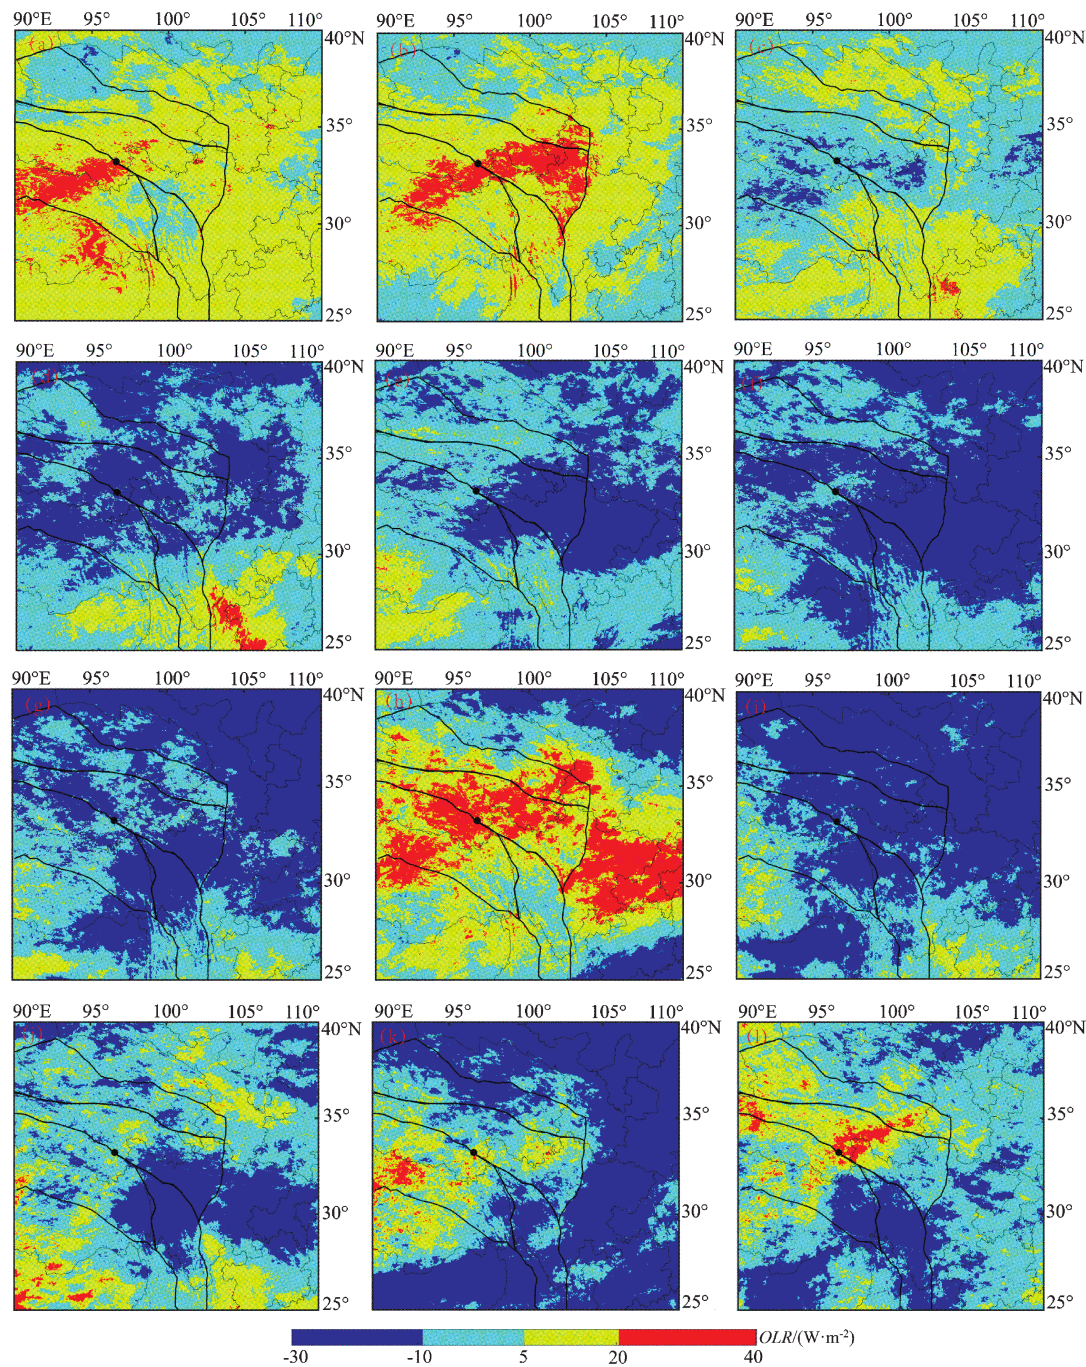 90°E 95° 100° 105° 110° 90°E 95° 100° 105° 110° 90°E 95° 100° 105° 110°
(a) (b) 40°N 40°N 40°N
35° 35° 35°
30° 30° 30°
25° 25° 25°
90°E 95° 100° 105° 110° 90°E 95° 100° 105° 110° 90°E 95° 100° 105° 110°
(d) (f) 40°N 40°N 40°N
35° 35° 35°
30° 30° 30°
25° 25° 25°
90°E 95° 100° 105° 110° 90°E 95° 100° 105° 110° 90°E 95° 100° 105° 110°
(g) (h) 40°N 40°N 40°N
35° 35° 35°
30° 30° 30°
25° 25° 25°
90°E 95° 100° 105° 110° 90°E 95° 100° 105° 110° 90°E 95° 100° 105° 110°
(k) (l) 40°N 40°N 40°N
35° 35° 35°
30° 30° 30°
25° 25° 25°
OLR/(W·m⁻²)
-30 -10 5 20 40